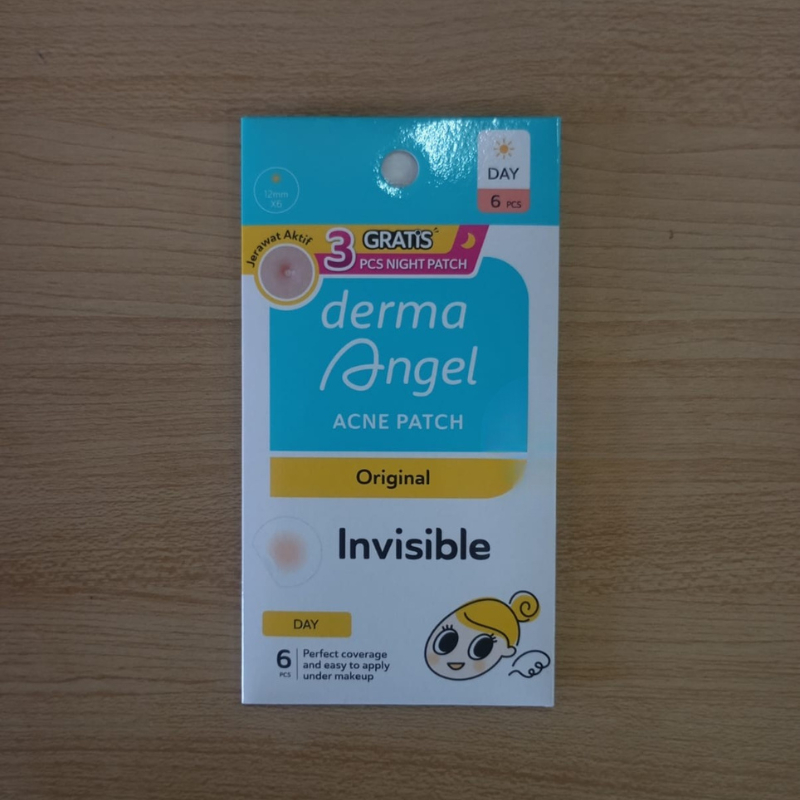 DAY
6 PCS
12mm
X6
Jerawat Aktif
3 GRATiS
PCS NIGHT PATCH
derma
Angel
ACNE PATCH
Original
Invisible
DAY
6 PCS
Perfect coverage
and easy to apply
under makeup